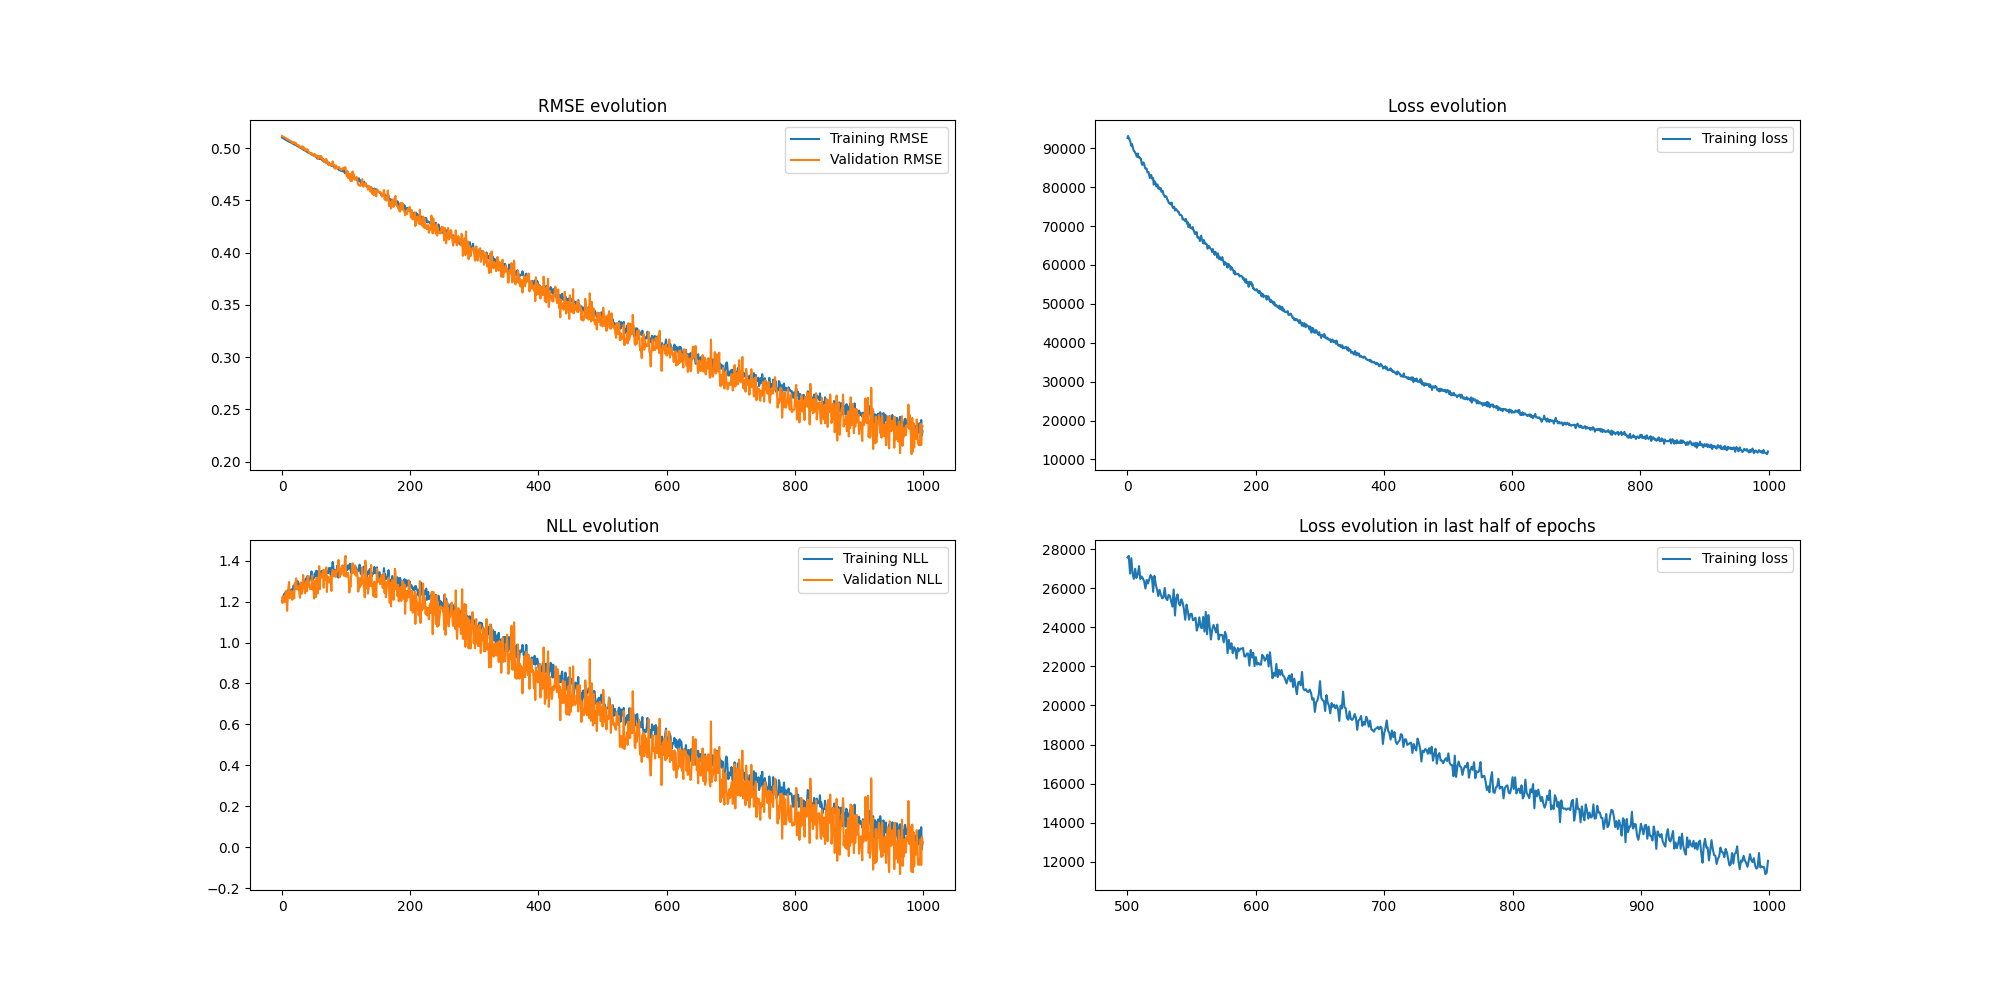 RMSE evolution
0.50
0.45
0.40
0.35
0.30
0.25
0.20
Training RMSE
Validation RMSE
0 200 400 600 800 1000
Loss evolution
90000
80000
70000
60000
50000
40000
30000
20000
10000
Training loss
0 200 400 600 800 1000
NLL evolution
1.4
1.2
1.0
0.8
0.6
0.4
0.2
0.0
−0.2
Training NLL
Validation NLL
0 200 400 600 800 1000
Loss evolution in last half of epochs
28000
26000
24000
22000
20000
18000
16000
14000
12000
Training loss
500 600 700 800 900 1000